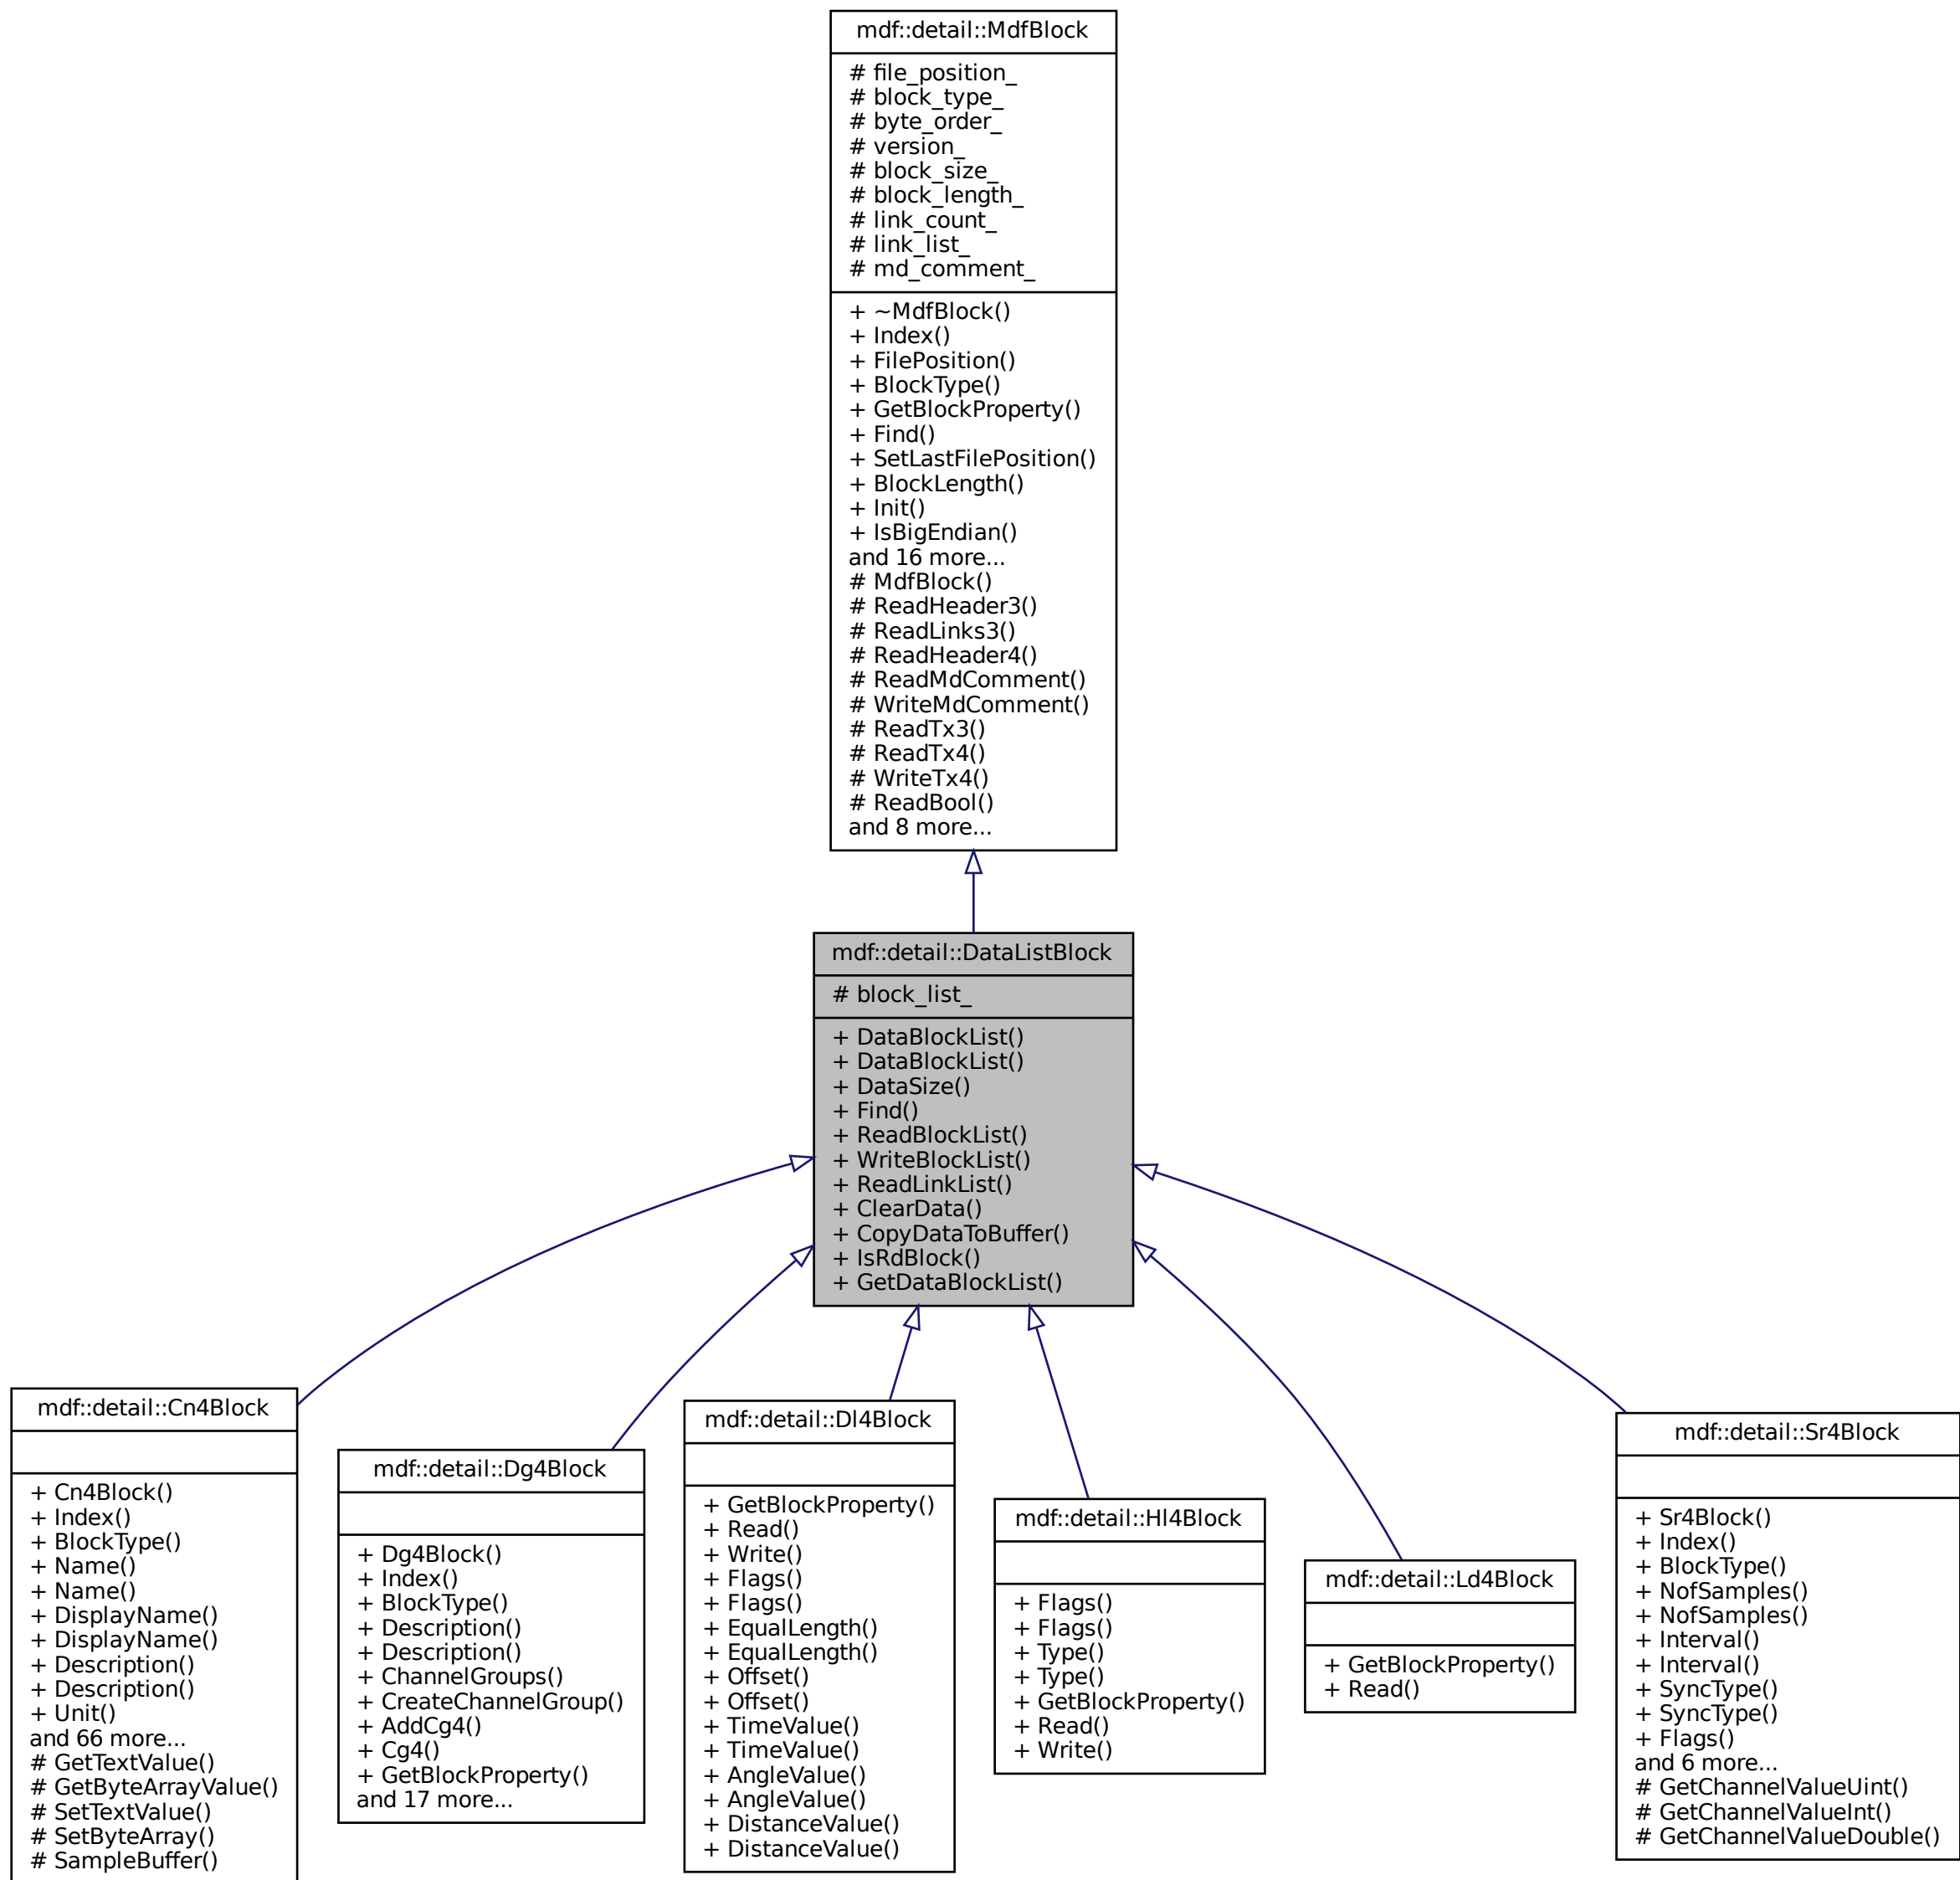 mdf::detail::MdfBlock
# file_position_
# block_type_
# byte_order_
# version_
# block_size_
# block_length_
# link_count_
# link_list_
# md_comment_
+ ~MdfBlock()
+ Index()
+ FilePosition()
+ BlockType()
+ GetBlockProperty()
+ Find()
+ SetLastFilePosition()
+ BlockLength()
+ Init()
+ IsBigEndian()
and 16 more...
# MdfBlock()
# ReadHeader3()
# ReadLinks3()
# ReadHeader4()
# ReadMdComment()
# WriteMdComment()
# ReadTx3()
# ReadTx4()
# WriteTx4()
# ReadBool()
and 8 more...
mdf::detail::DataListBlock
# block_list_
+ DataBlockList()
+ DataBlockList()
+ DataSize()
+ Find()
+ ReadBlockList()
+ WriteBlockList()
+ ReadLinkList()
+ ClearData()
+ CopyDataToBuffer()
+ IsRdBlock()
+ GetDataBlockList()
mdf::detail::Cn4Block
+ Cn4Block()
+ Index()
+ BlockType()
+ Name()
+ Name()
+ DisplayName()
+ DisplayName()
+ Description()
+ Description()
+ Unit()
and 66 more...
# GetTextValue()
# GetByteArrayValue()
# SetTextValue()
# SetByteArray()
# SampleBuffer()
mdf::detail::Dg4Block
+ Dg4Block()
+ Index()
+ BlockType()
+ Description()
+ Description()
+ ChannelGroups()
+ CreateChannelGroup()
+ AddCg4()
+ Cg4()
+ GetBlockProperty()
and 17 more...
mdf::detail::Dl4Block
+ GetBlockProperty()
+ Read()
+ Write()
+ Flags()
+ Flags()
+ EqualLength()
+ EqualLength()
+ Offset()
+ Offset()
+ TimeValue()
+ TimeValue()
+ AngleValue()
+ AngleValue()
+ DistanceValue()
+ DistanceValue()
mdf::detail::Hl4Block
+ Flags()
+ Flags()
+ Type()
+ Type()
+ GetBlockProperty()
+ Read()
+ Write()
mdf::detail::Ld4Block
+ GetBlockProperty()
+ Read()
mdf::detail::Sr4Block
+ Sr4Block()
+ Index()
+ BlockType()
+ NofSamples()
+ NofSamples()
+ Interval()
+ Interval()
+ SyncType()
+ SyncType()
+ Flags()
and 6 more...
# GetChannelValueUint()
# GetChannelValueInt()
# GetChannelValueDouble()